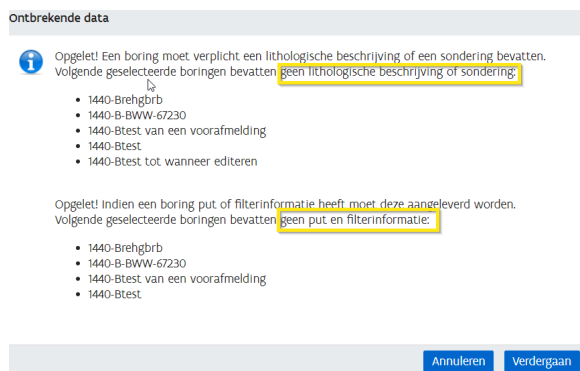 Ontbrekende data
Opgelet! Een boring moet verplicht een lithologische beschrijving of een sondering bevatten.
Volgende geselecteerde boringen bevatten geen lithologische beschrijving of sondering:
• 1440-Brehgbrb
• 1440-B-BWW-67230
• 1440-Btest van een voorafmelding
• 1440-Btest
• 1440-Btest tot wanneer editeren
Opgelet! Indien een boring put of filterinformatie heeft moet deze aangeleverd worden.
Volgende geselecteerde boringen bevatten geen put en filterinformatie:
• 1440-Brehgbrb
• 1440-B-BWW-67230
• 1440-Btest van een voorafmelding
• 1440-Btest
Annuleren Verdergaan